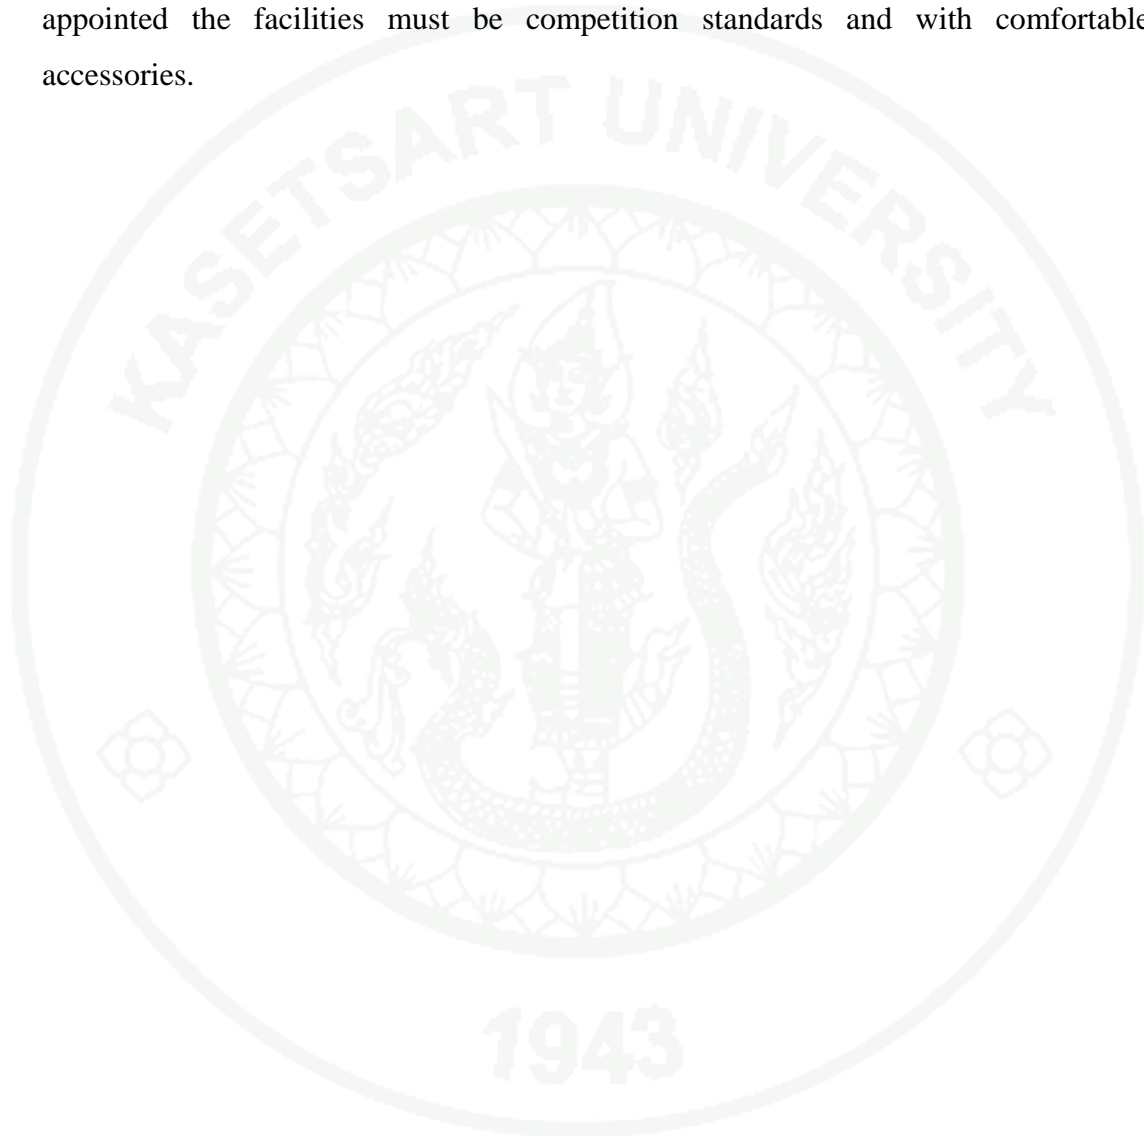 appointed the facilities must be competition standards and with comfortable
accessories.
KASETSART UNIVERSITY
1943